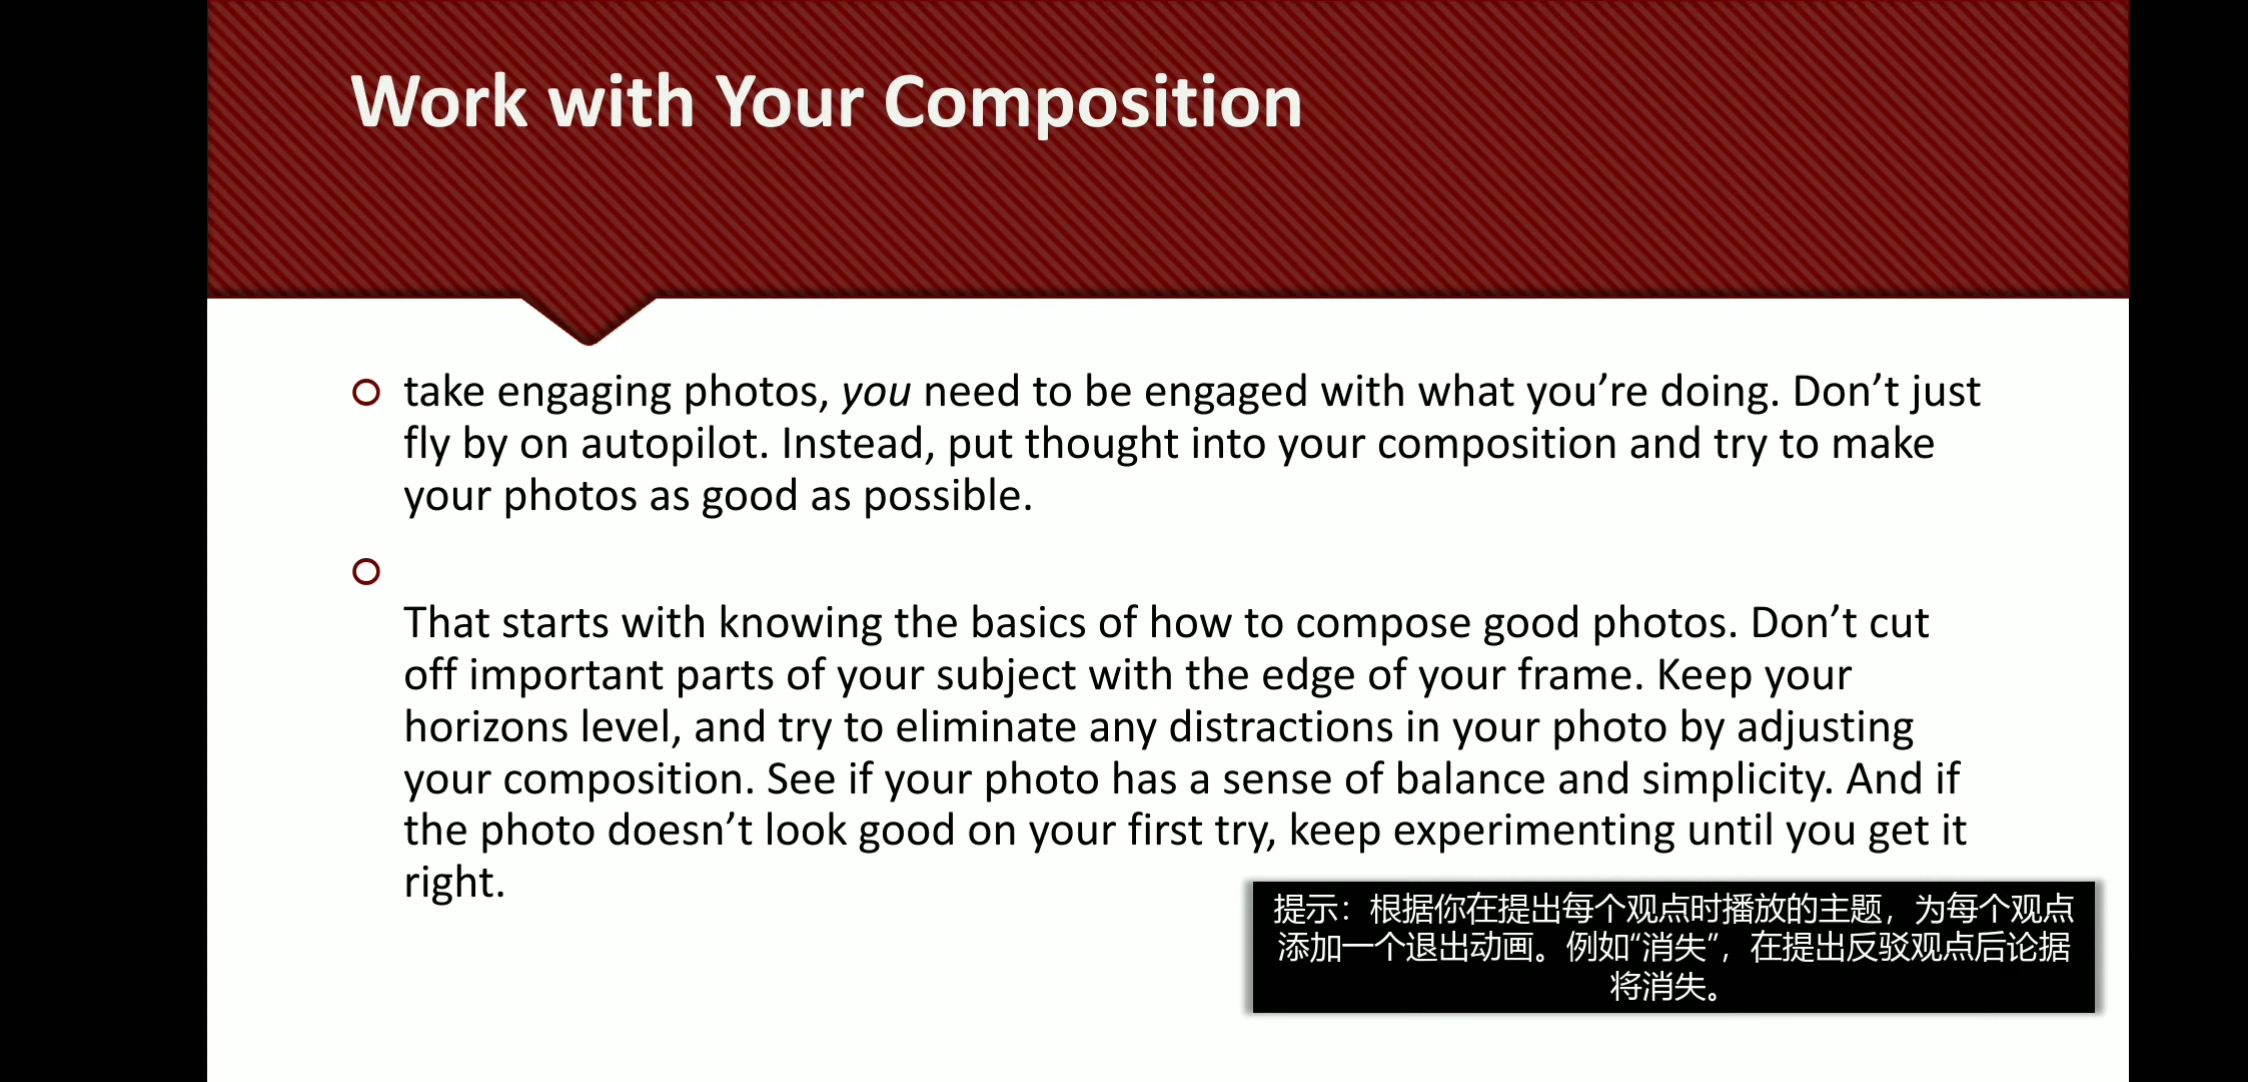 Work with Your Composition
take engaging photos, you need to be engaged with what you’re doing. Don’t just
fly by on autopilot. Instead, put thought into your composition and try to make
your photos as good as possible.
That starts with knowing the basics of how to compose good photos. Don’t cut
off important parts of your subject with the edge of your frame. Keep your
horizons level, and try to eliminate any distractions in your photo by adjusting
your composition. See if your photo has a sense of balance and simplicity. And if
the photo doesn’t look good on your first try, keep experimenting until you get it
right.
提示：根据你在提出每个观点时播放的主题，为每个观点
添加一个退出动画。例如“消失”，在提出反驳观点后论据
将消失。